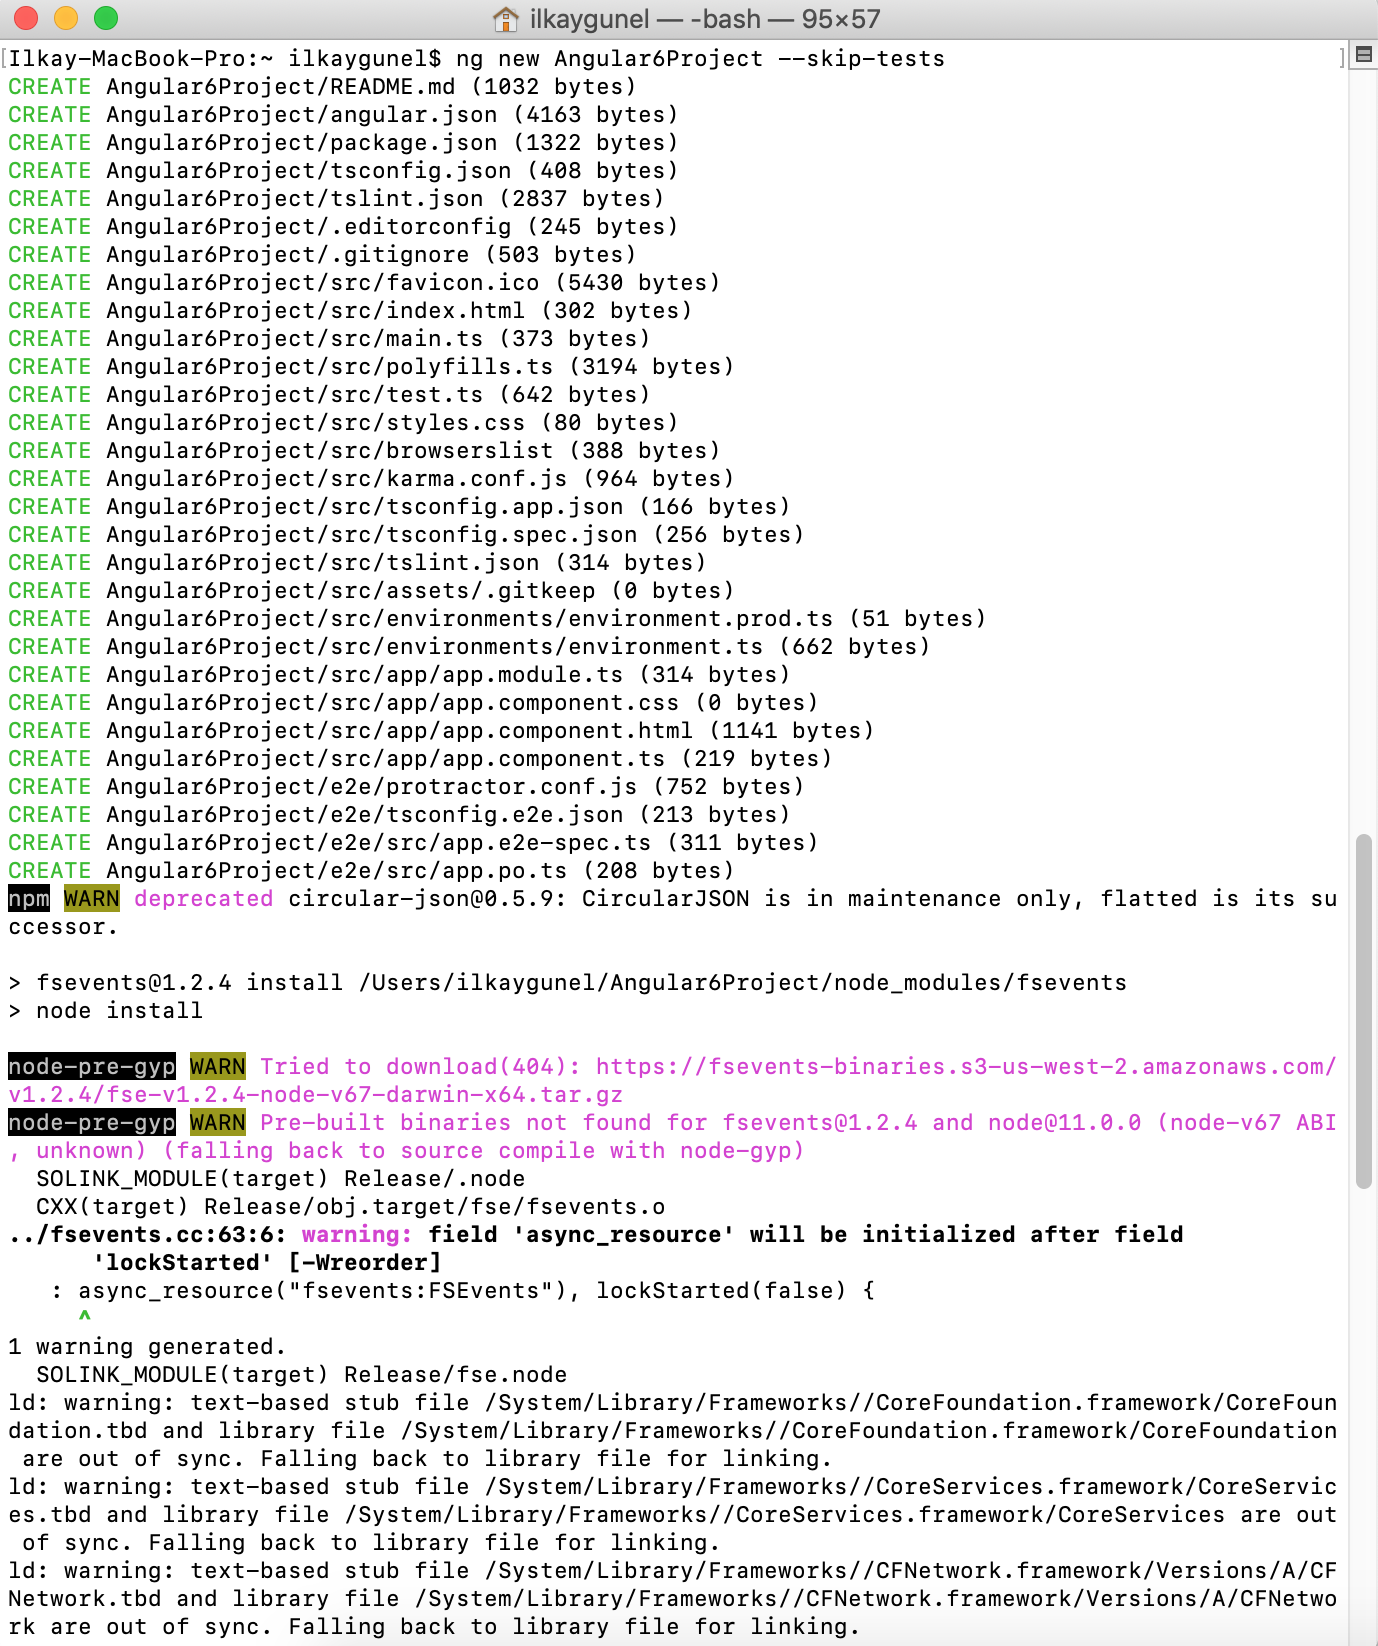 ilkaygunel — -bash — 95×57
[Ilkay-MacBook-Pro:~ ilkaygunel$ ng new Angular6Project --skip-tests ]
CREATE Angular6Project/README.md (1032 bytes)
CREATE Angular6Project/angular.json (4163 bytes)
CREATE Angular6Project/package.json (1322 bytes)
CREATE Angular6Project/tsconfig.json (408 bytes)
CREATE Angular6Project/tslint.json (2837 bytes)
CREATE Angular6Project/.editorconfig (245 bytes)
CREATE Angular6Project/.gitignore (503 bytes)
CREATE Angular6Project/src/favicon.ico (5430 bytes)
CREATE Angular6Project/src/index.html (302 bytes)
CREATE Angular6Project/src/main.ts (373 bytes)
CREATE Angular6Project/src/polyfills.ts (3194 bytes)
CREATE Angular6Project/src/test.ts (642 bytes)
CREATE Angular6Project/src/styles.css (80 bytes)
CREATE Angular6Project/src/browserslist (388 bytes)
CREATE Angular6Project/src/karma.conf.js (964 bytes)
CREATE Angular6Project/src/tsconfig.app.json (166 bytes)
CREATE Angular6Project/src/tsconfig.spec.json (256 bytes)
CREATE Angular6Project/src/tslint.json (314 bytes)
CREATE Angular6Project/src/assets/.gitkeep (0 bytes)
CREATE Angular6Project/src/environments/environment.prod.ts (51 bytes)
CREATE Angular6Project/src/environments/environment.ts (662 bytes)
CREATE Angular6Project/src/app/app.module.ts (314 bytes)
CREATE Angular6Project/src/app/app.component.css (0 bytes)
CREATE Angular6Project/src/app/app.component.html (1141 bytes)
CREATE Angular6Project/src/app/app.component.ts (219 bytes)
CREATE Angular6Project/e2e/protractor.conf.js (752 bytes)
CREATE Angular6Project/e2e/tsconfig.e2e.json (213 bytes)
CREATE Angular6Project/e2e/src/app.e2e-spec.ts (311 bytes)
CREATE Angular6Project/e2e/src/app.po.ts (208 bytes)
npm WARN deprecated circular-json@0.5.9: CircularJSON is in maintenance only, flatted is its su
ccessor.
> fsevents@1.2.4 install /Users/ilkaygunel/Angular6Project/node_modules/fsevents
> node install
node-pre-gyp WARN Tried to download(404): https://fsevents-binaries.s3-us-west-2.amazonaws.com/
v1.2.4/fse-v1.2.4-node-v67-darwin-x64.tar.gz
node-pre-gyp WARN Pre-built binaries not found for fsevents@1.2.4 and node@11.0.0 (node-v67 ABI
, unknown) (falling back to source compile with node-gyp)
SOLINK_MODULE(target) Release/.node
CXX(target) Release/obj.target/fse/fsevents.o
../fsevents.cc:63:6: warning: field 'async_resource' will be initialized after field
'lockStarted' [-Wreorder]
: async_resource("fsevents:FSEvents"), lockStarted(false) {
^
1 warning generated.
SOLINK_MODULE(target) Release/fse.node
ld: warning: text-based stub file /System/Library/Frameworks//CoreFoundation.framework/CoreFoun
dation.tbd and library file /System/Library/Frameworks//CoreFoundation.framework/CoreFoundation
are out of sync. Falling back to library file for linking.
ld: warning: text-based stub file /System/Library/Frameworks//CoreServices.framework/CoreServic
es.tbd and library file /System/Library/Frameworks//CoreServices.framework/CoreServices are out
of sync. Falling back to library file for linking.
ld: warning: text-based stub file /System/Library/Frameworks//CFNetwork.framework/Versions/A/CF
Network.tbd and library file /System/Library/Frameworks//CFNetwork.framework/Versions/A/CFNetwo
rk are out of sync. Falling back to library file for linking.